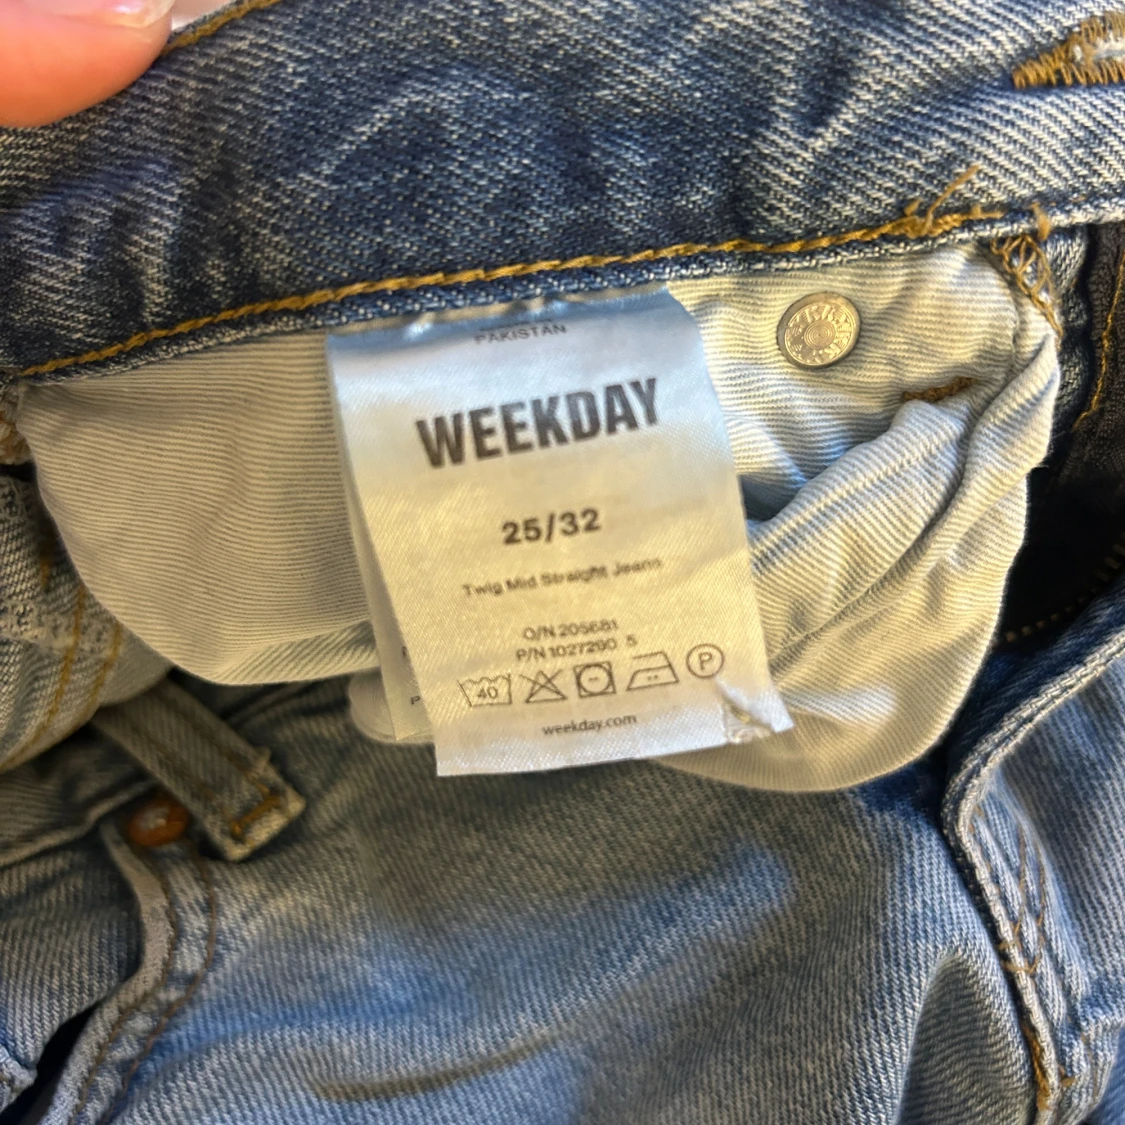 PAKISTAN
WEEKDAY
25/32
Twig Mid Straight Jeans
O/N 205681
P/N 1027290 5
40
P
weekday.com